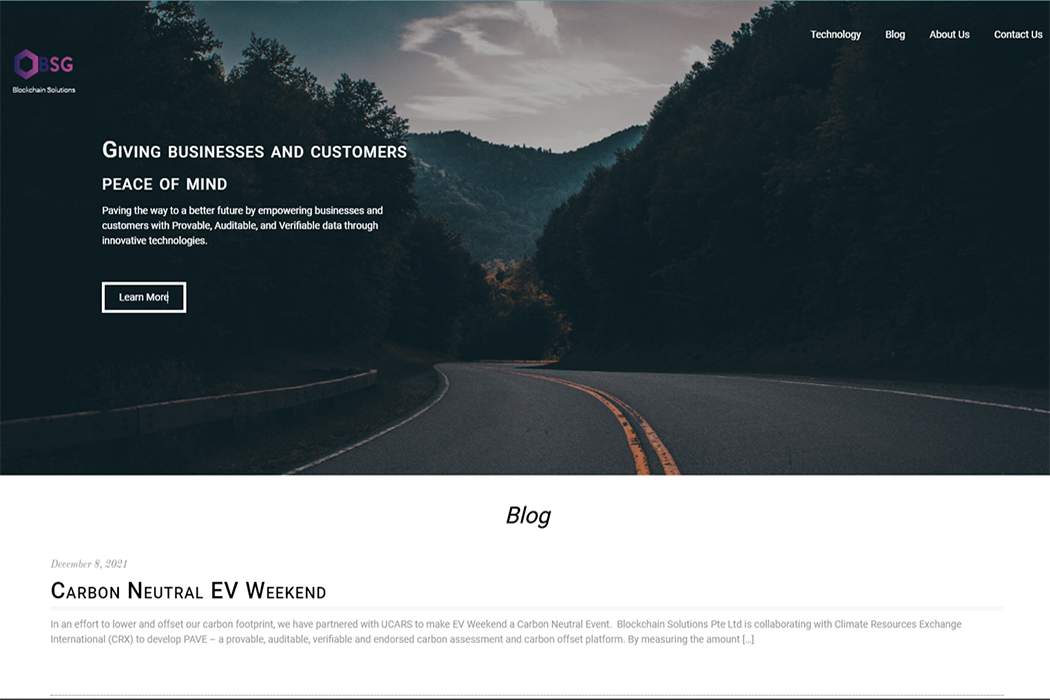 Technology Blog About Us Contact Us
BSG
Blockchain Solutions
Giving businesses and customers
peace of mind
Paving the way to a better future by empowering businesses and
customers with Provable, Auditable, and Verifiable data through
innovative technologies.
Learn More
Blog
December 8, 2021
Carbon Neutral EV Weekend
In an effort to lower and offset our carbon footprint, we have partnered with UCARS to make EV Weekend a Carbon Neutral Event.  Blockchain Solutions Pte Ltd is collaborating with Climate Resources Exchange
International (CRX) to develop PAVE – a provable, auditable, verifiable and endorsed carbon assessment and carbon offset platform. By measuring the amount [...]